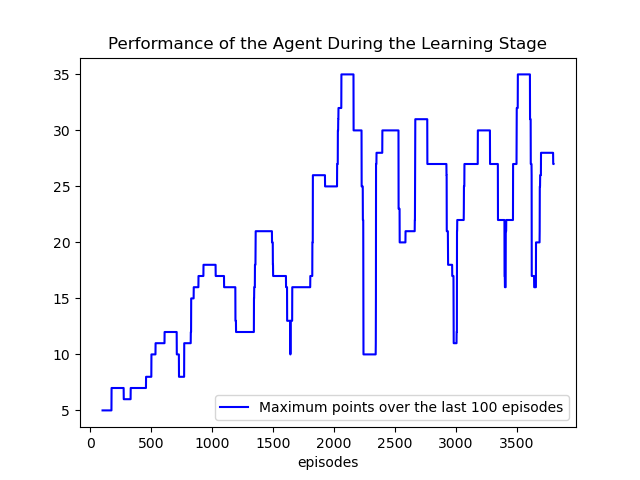 Performance of the Agent During the Learning Stage
35
30
25
20
15
10
5
Maximum points over the last 100 episodes
0 500 1000 1500 2000 2500 3000 3500
episodes